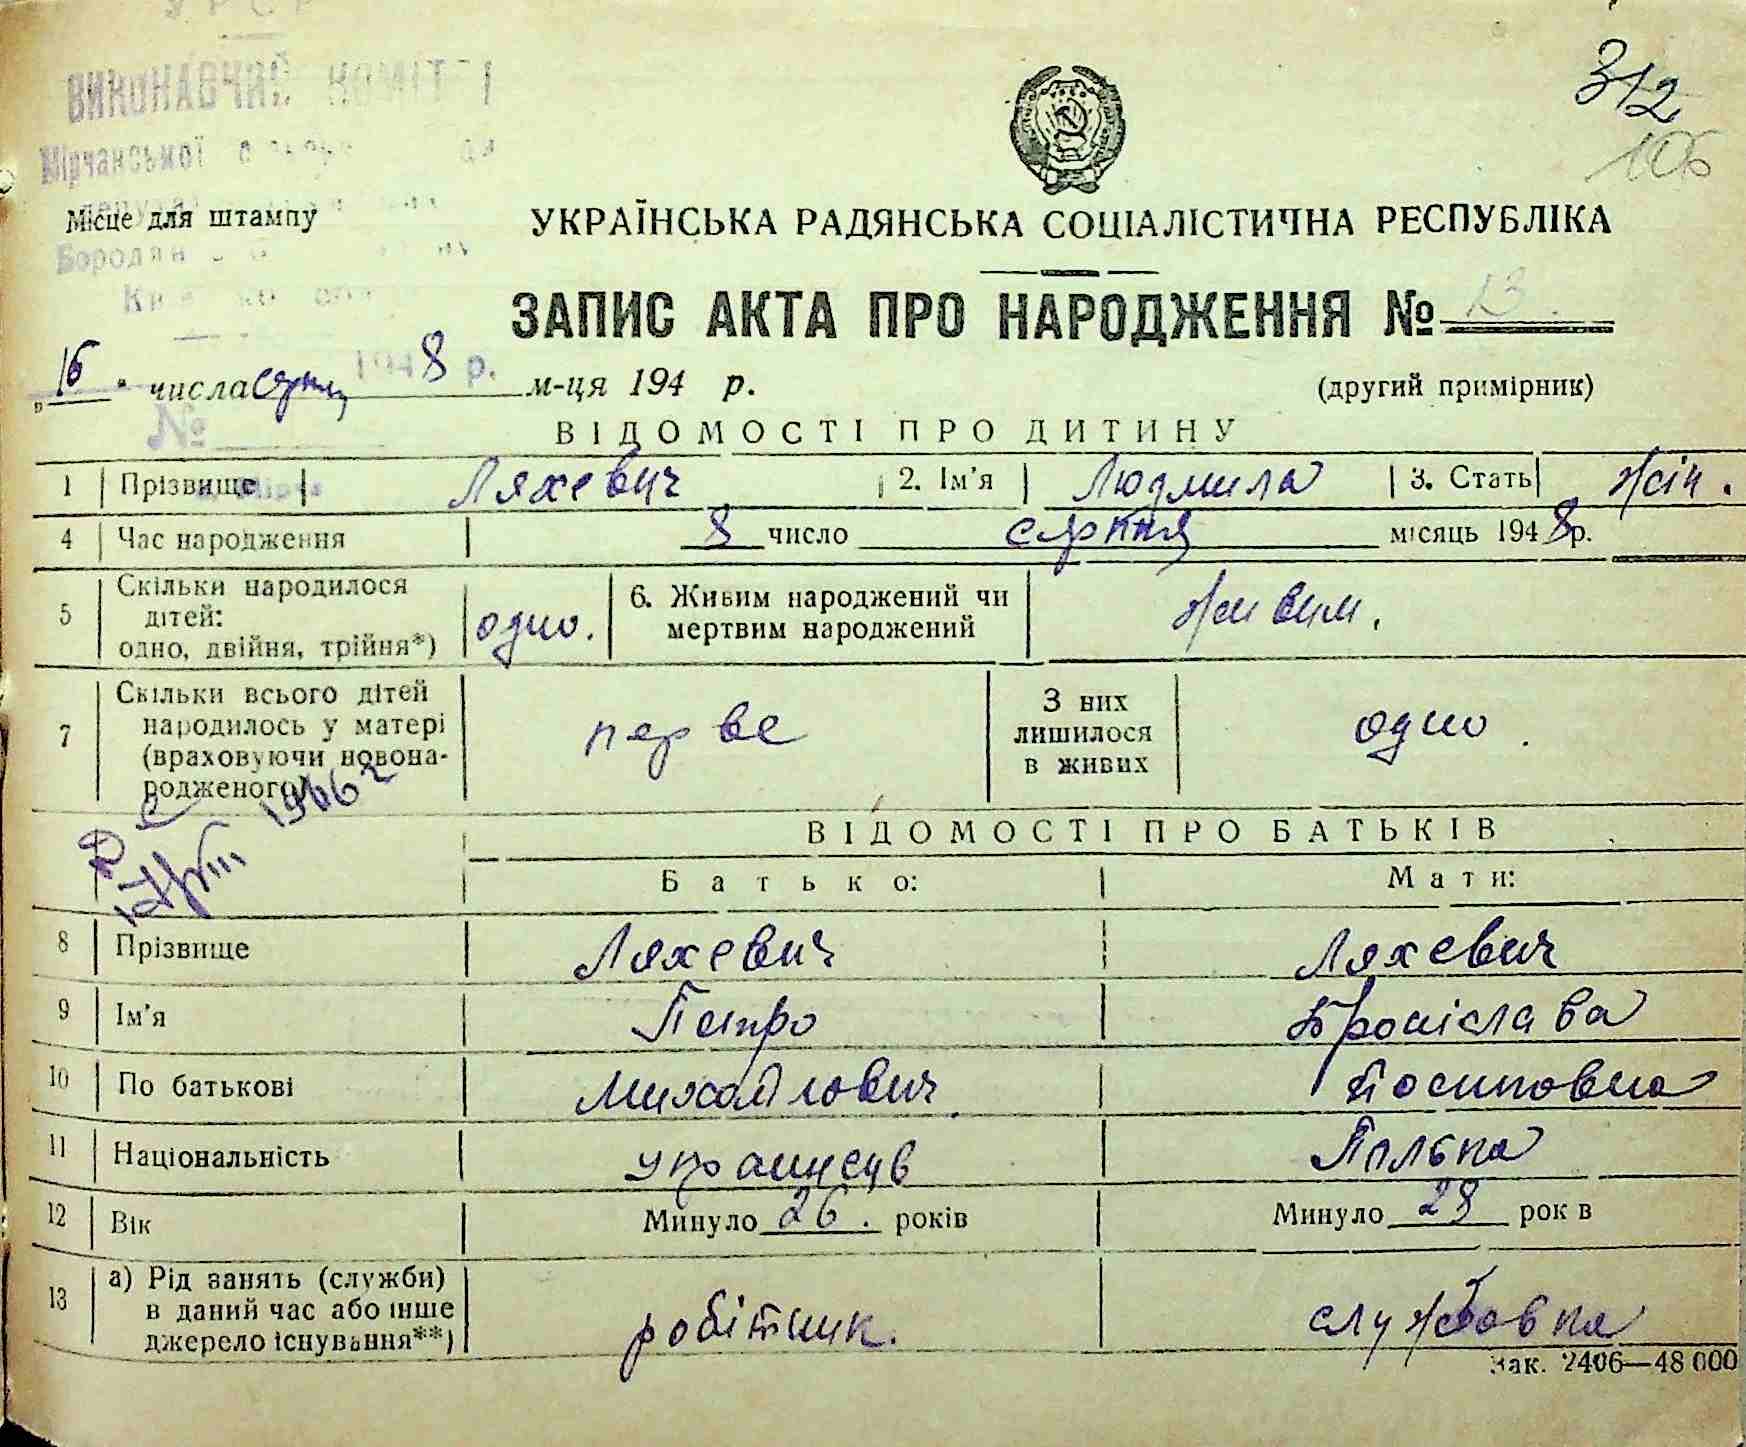 УРСР
ВИКОНАВЧИЙ КОМІТ
Мірчанської
Місце для штампу
Бородян
312
106
УКРАЇНСЬКА РАДЯНСЬКА СОЦІАЛІСТИЧНА РЕСПУБЛІКА
ЗАПИС АКТА ПРО НАРОДЖЕННЯ № 13.
„16" числа серпня 1948 р. м-ця 194 р.
(другий примірник)
№
ВІДОМОСТІ ПРО ДИТИНУ
1 Прізвище Ляхевич 2. Ім'я Людмила 3. Стать жін.
4 Час народження 8 число серпня місяць 1948 р.
5 Скільки народилося дітей: одно, двійня, трійня*) одно. 6. Живим народжений чи мертвим народжений живим.
7 Скільки всього дітей народилось у матері (враховуючи новонародженого) перве З них лишилося в живих одно.
1966 г
ВІДОМОСТІ ПРО БАТЬКІВ
Батько: Мати:
8 Прізвище Ляхевич Ляхевич
9 Ім'я Петро Броніслава
10 По батькові Михайлович Йосиповна
11 Національність украинець Полька
12 Вік Минуло 26. років Минуло 28 років
13 а) Рід занять (служби) в даний час або інше джерело існування**) робітник. службовка
Зак. 2406—48 000